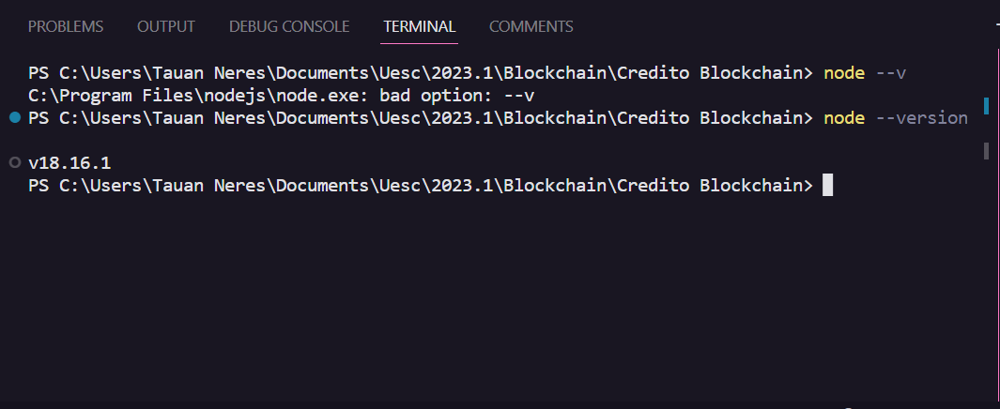 PROBLEMS OUTPUT DEBUG CONSOLE TERMINAL COMMENTS
PS C:\Users\Tauan Neres\Documents\Uesc\2023.1\Blockchain\Credito Blockchain> node --v
C:\Program Files\nodejs\node.exe: bad option: --v
PS C:\Users\Tauan Neres\Documents\Uesc\2023.1\Blockchain\Credito Blockchain> node --version
v18.16.1
PS C:\Users\Tauan Neres\Documents\Uesc\2023.1\Blockchain\Credito Blockchain>